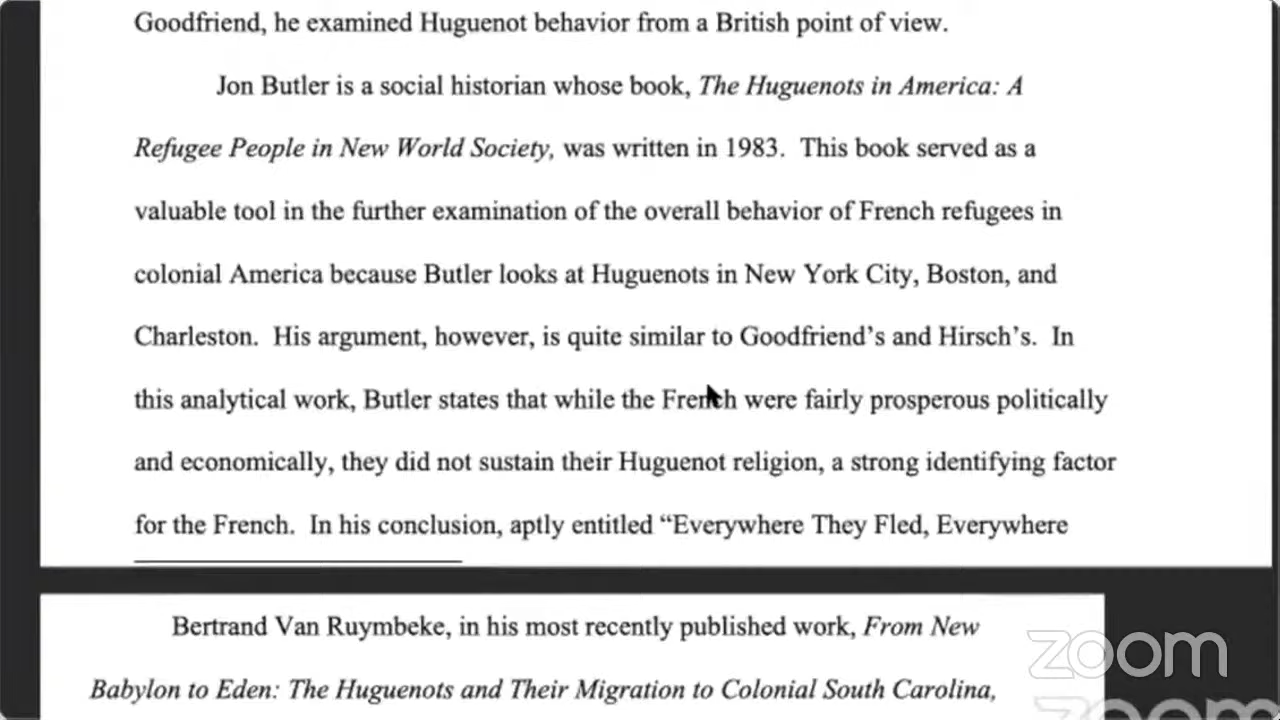 Goodfriend, he examined Huguenot behavior from a British point of view.
Jon Butler is a social historian whose book, The Huguenots in America: A
Refugee People in New World Society, was written in 1983. This book served as a
valuable tool in the further examination of the overall behavior of French refugees in
colonial America because Butler looks at Huguenots in New York City, Boston, and
Charleston. His argument, however, is quite similar to Goodfriend’s and Hirsch’s. In
this analytical work, Butler states that while the French were fairly prosperous politically
and economically, they did not sustain their Huguenot religion, a strong identifying factor
for the French. In his conclusion, aptly entitled “Everywhere They Fled, Everywhere
Bertrand Van Ruymbeke, in his most recently published work, From New
Babylon to Eden: The Huguenots and Their Migration to Colonial South Carolina,
zoom
zoom